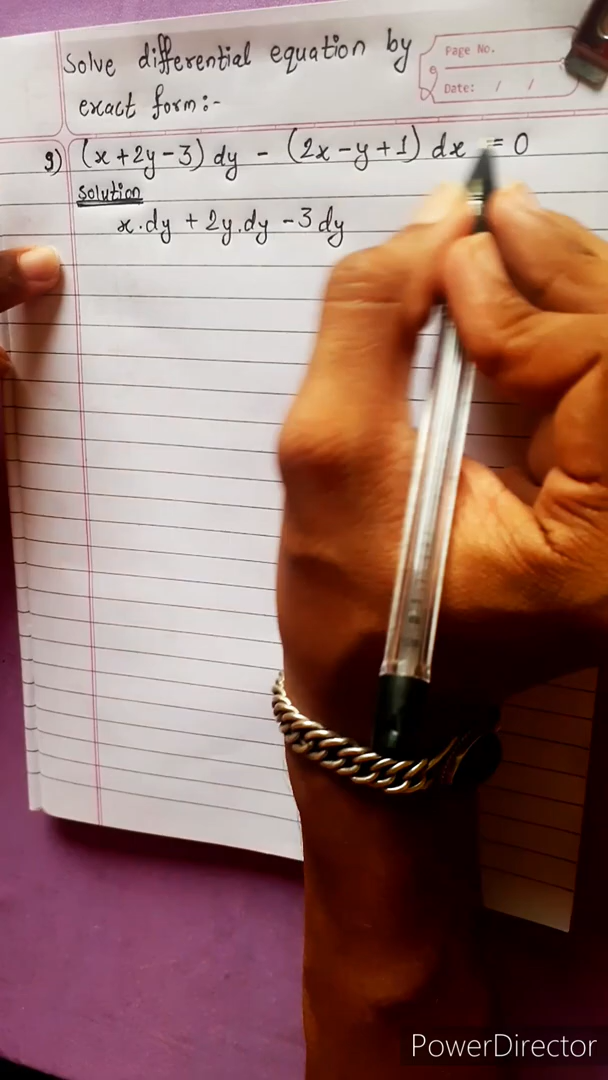 Solve differential equation by
exact form:-
Page No.
Date: / /
9) (x+2y-3) dy - (2x-y+1) dx = 0
Solution
x.dy + 2y.dy - 3dy
PowerDirector